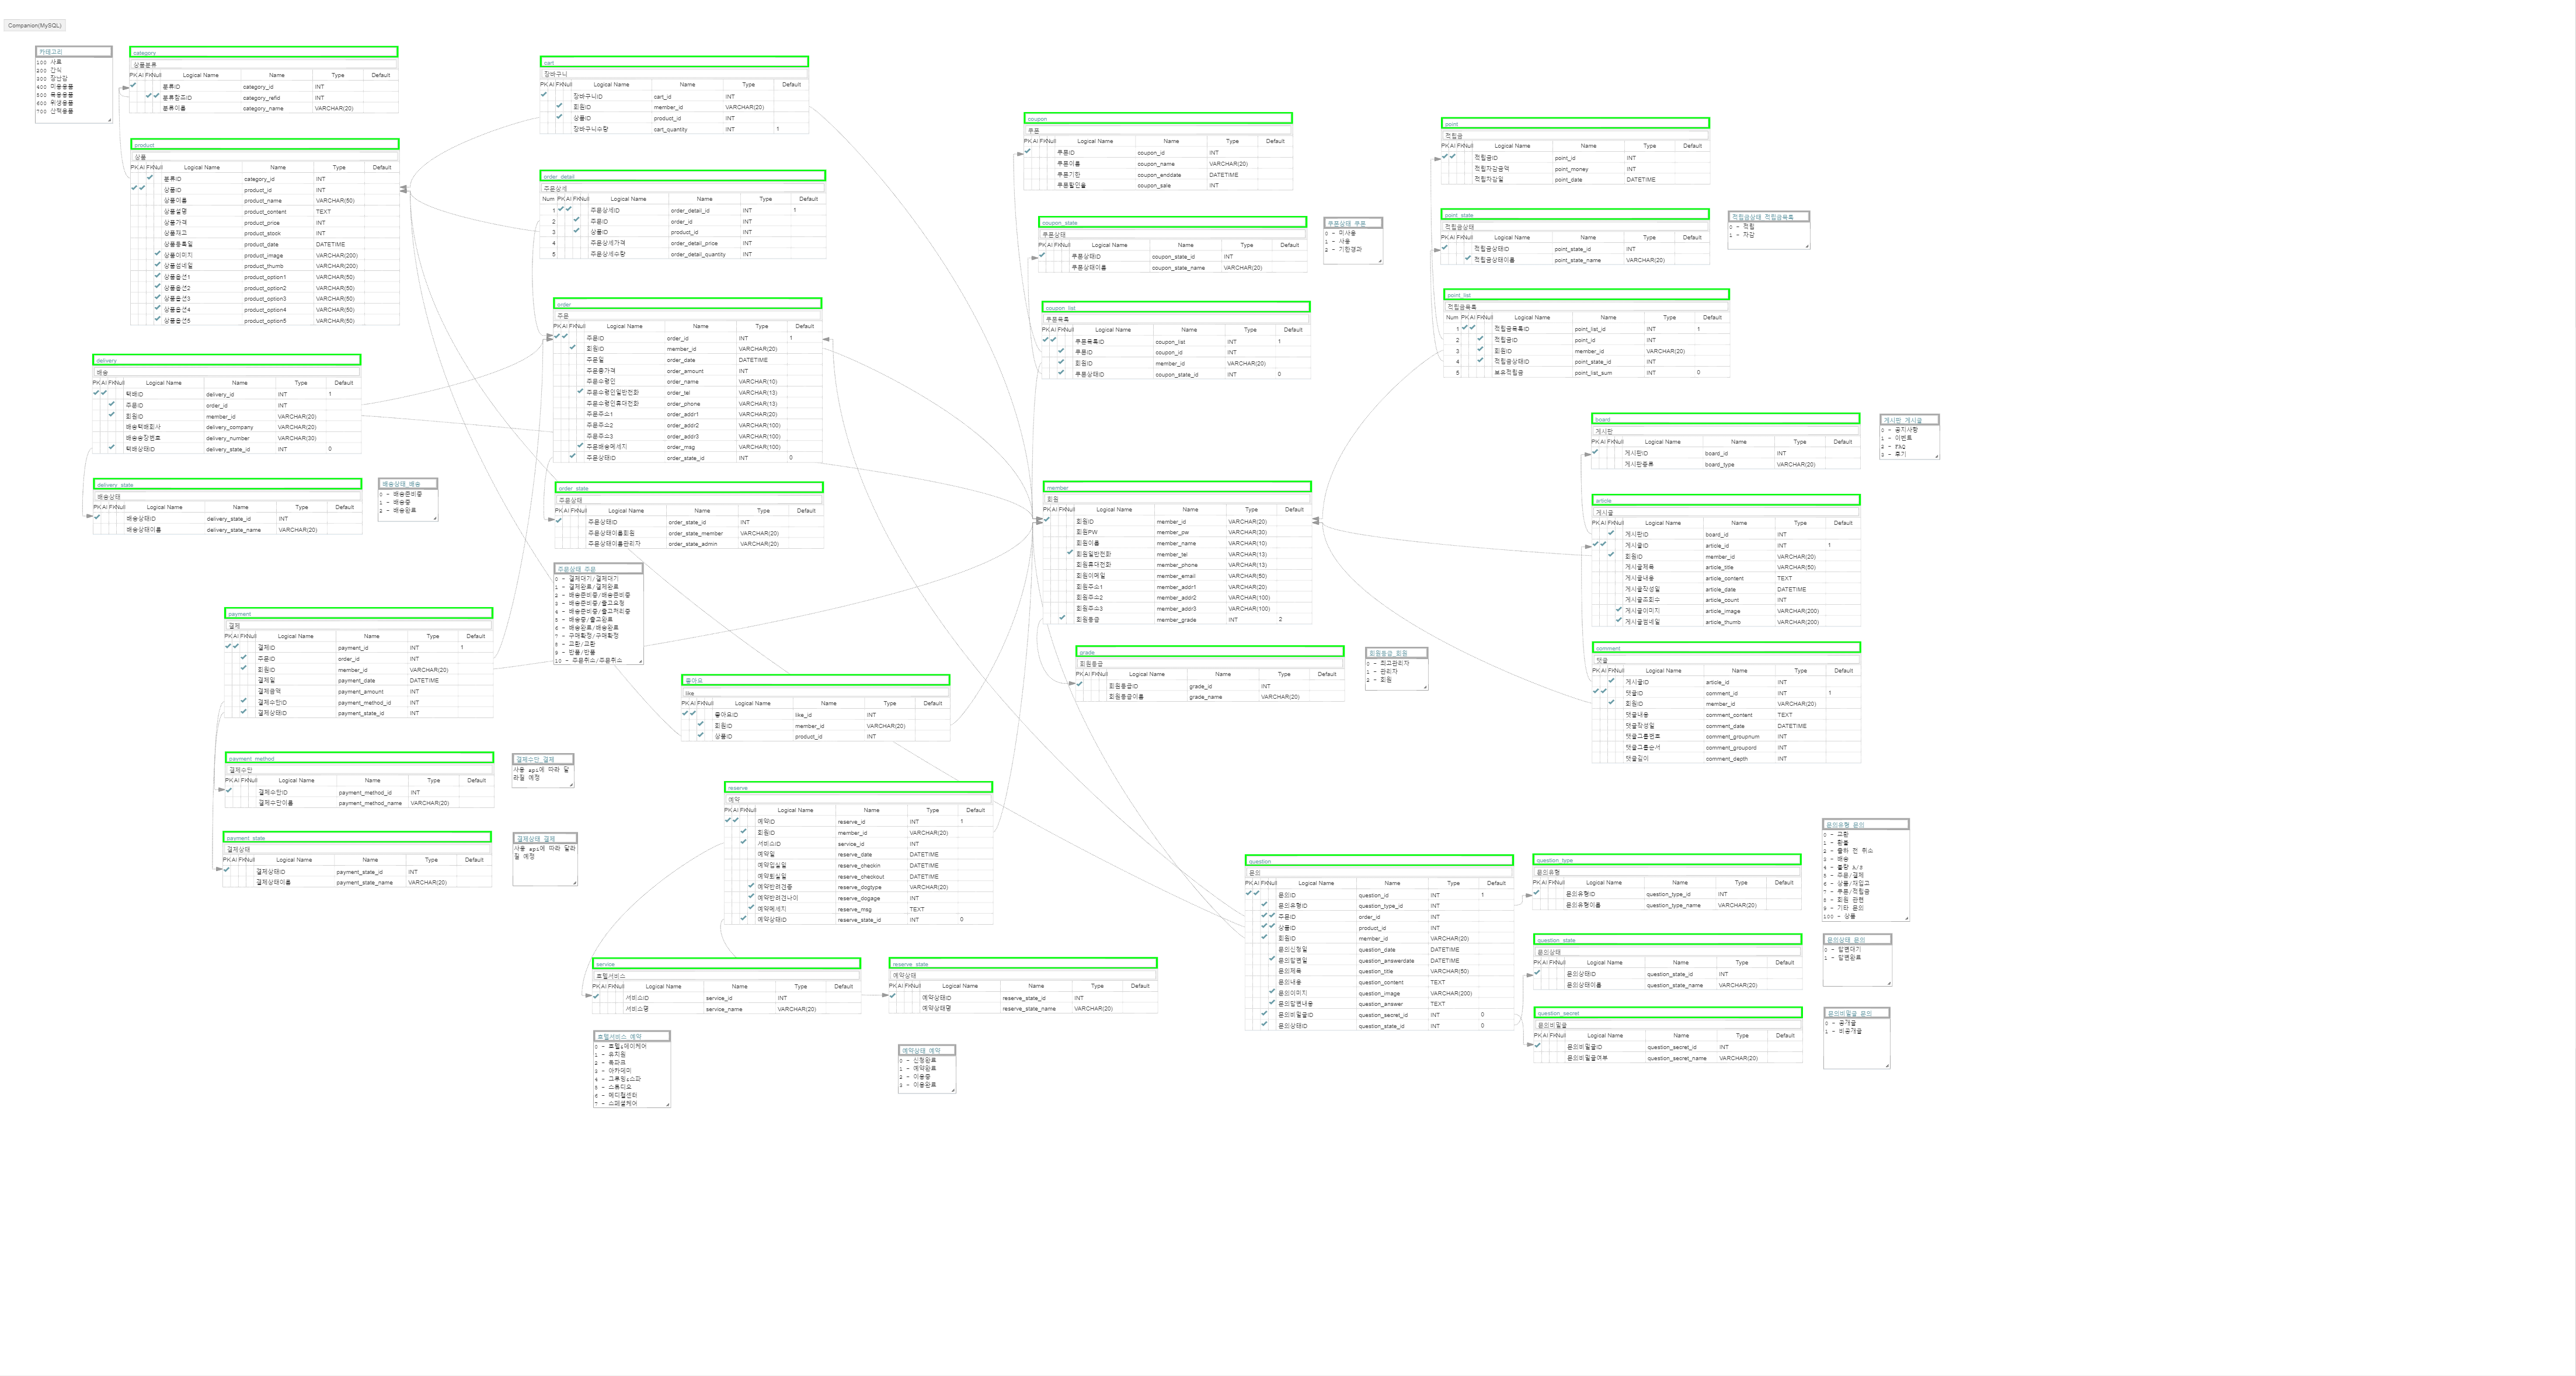 Companion(MySQL)
카테고리
100 사료
200 간식
300 장난감
400 미용용품
500 목욕용품
600 위생용품
700 산책용품
category
상품분류
PK AI FK Null Logical Name Name Type Default
분류ID category_id INT
분류참조ID category_refid INT
분류이름 category_name VARCHAR(20)
product
상품
PK AI FK Null Logical Name Name Type Default
분류ID category_id INT
상품ID product_id INT
상품이름 product_name VARCHAR(50)
상품설명 product_content TEXT
상품가격 product_price INT
상품재고 product_stock INT
상품등록일 product_date DATETIME
상품이미지 product_image VARCHAR(200)
상품썸네일 product_thumb VARCHAR(200)
상품옵션1 product_option1 VARCHAR(50)
상품옵션2 product_option2 VARCHAR(50)
상품옵션3 product_option3 VARCHAR(50)
상품옵션4 product_option4 VARCHAR(50)
상품옵션5 product_option5 VARCHAR(50)
delivery
배송
PK AI FK Null Logical Name Name Type Default
택배ID delivery_id INT 1
주문ID order_id INT
회원ID member_id VARCHAR(20)
배송택배회사 delivery_company VARCHAR(20)
배송송장번호 delivery_number VARCHAR(30)
택배상태ID delivery_state_id INT 0
delivery_state
배송상태
PK AI FK Null Logical Name Name Type Default
배송상태ID delivery_state_id INT
배송상태이름 delivery_state_name VARCHAR(20)
배송상태_배송
0 - 배송준비중
1 - 배송중
2 - 배송완료
payment
결제
PK AI FK Null Logical Name Name Type Default
결제ID payment_id INT 1
주문ID order_id INT
회원ID member_id VARCHAR(20)
결제일 payment_date DATETIME
결제금액 payment_amount INT
결제수단ID payment_method_id INT
결제상태ID payment_state_id INT
payment_method
결제수단
PK AI FK Null Logical Name Name Type Default
결제수단ID payment_method_id INT
결제수단이름 payment_method_name VARCHAR(20)
결제수단_결제
사용 api에 따라 달
라질 예정
payment_state
결제상태
PK AI FK Null Logical Name Name Type Default
결제상태ID payment_state_id INT
결제상태이름 payment_state_name VARCHAR(20)
결제상태_결제
사용 api에 따라 달라
질 예정
cart
장바구니
PK AI FK Null Logical Name Name Type Default
장바구니ID cart_id INT
회원ID member_id VARCHAR(20)
상품ID product_id INT
장바구니수량 cart_quantity INT 1
order_detail
주문상세
Num PK AI FK Null Logical Name Name Type Default
1 주문상세ID order_detail_id INT 1
2 주문ID order_id INT
3 상품ID product_id INT
4 주문상세가격 order_detail_price INT
5 주문상세수량 order_detail_quantity INT
order
주문
PK AI FK Null Logical Name Name Type Default
주문ID order_id INT 1
회원ID member_id VARCHAR(20)
주문일 order_date DATETIME
주문총가격 order_amount INT
주문수령인 order_name VARCHAR(10)
주문수령인일반전화 order_tel VARCHAR(13)
주문수령인휴대전화 order_phone VARCHAR(13)
주문주소1 order_addr1 VARCHAR(20)
주문주소2 order_addr2 VARCHAR(100)
주문주소3 order_addr3 VARCHAR(100)
주문배송메세지 order_msg VARCHAR(100)
주문상태ID order_state_id INT 0
order_state
주문상태
PK AI FK Null Logical Name Name Type Default
주문상태ID order_state_id INT
주문상태이름회원 order_state_member VARCHAR(20)
주문상태이름관리자 order_state_admin VARCHAR(20)
주문상태_주문
0 - 결제대기/결제대기
1 - 결제완료/결제완료
2 - 배송준비중/배송준비중
3 - 배송준비중/출고요청
4 - 배송준비중/출고처리중
5 - 배송중/출고완료
6 - 배송완료/배송완료
7 - 구매확정/구매확정
8 - 교환/교환
9 - 반품/반품
10 - 주문취소/주문취소
좋아요
like
PK AI FK Null Logical Name Name Type Default
좋아요ID like_id INT
회원ID member_id VARCHAR(20)
상품ID product_id INT
reserve
예약
PK AI FK Null Logical Name Name Type Default
예약ID reserve_id INT 1
회원ID member_id VARCHAR(20)
서비스ID service_id INT
예약일 reserve_date DATETIME
예약입실일 reserve_checkin DATETIME
예약퇴실일 reserve_checkout DATETIME
예약반려견종 reserve_dogtype VARCHAR(20)
예약반려견나이 reserve_dogage INT
예약메세지 reserve_msg TEXT
예약상태ID reserve_state_id INT 0
service
호텔서비스
PK AI FK Null Logical Name Name Type Default
서비스ID service_id INT
서비스명 service_name VARCHAR(20)
호텔서비스_예약
0 - 호텔&데이케어
1 - 유치원
2 - 독파크
3 - 아카데미
4 - 그루밍&스파
5 - 스튜디오
6 - 메디컬센터
7 - 스페셜케어
reserve_state
예약상태
PK AI FK Null Logical Name Name Type Default
예약상태ID reserve_state_id INT
예약상태명 reserve_state_name VARCHAR(20)
예약상태_예약
0 - 신청완료
1 - 예약완료
2 - 이용중
3 - 이용완료
coupon
쿠폰
PK AI FK Null Logical Name Name Type Default
쿠폰ID coupon_id INT
쿠폰이름 coupon_name VARCHAR(20)
쿠폰기한 coupon_enddate DATETIME
쿠폰할인율 coupon_sale INT
coupon_state
쿠폰상태
PK AI FK Null Logical Name Name Type Default
쿠폰상태ID coupon_state_id INT
쿠폰상태이름 coupon_state_name VARCHAR(20)
쿠폰상태_쿠폰
0 - 미사용
1 - 사용
2 - 기한경과
coupon_list
쿠폰목록
PK AI FK Null Logical Name Name Type Default
쿠폰목록ID coupon_list INT 1
쿠폰ID coupon_id INT
회원ID member_id VARCHAR(20)
쿠폰상태ID coupon_state_id INT 0
member
회원
PK AI FK Null Logical Name Name Type Default
회원ID member_id VARCHAR(20)
회원PW member_pw VARCHAR(30)
회원이름 member_name VARCHAR(10)
회원일반전화 member_tel VARCHAR(13)
회원휴대전화 member_phone VARCHAR(13)
회원이메일 member_email VARCHAR(50)
회원주소1 member_addr1 VARCHAR(20)
회원주소2 member_addr2 VARCHAR(100)
회원주소3 member_addr3 VARCHAR(100)
회원등급 member_grade INT 2
grade
회원등급
PK AI FK Null Logical Name Name Type Default
회원등급ID grade_id INT
회원등급이름 grade_name VARCHAR(20)
회원등급_회원
0 - 최고관리자
1 - 관리자
2 - 회원
point
적립금
PK AI FK Null Logical Name Name Type Default
적립금ID point_id INT
적립차감금액 point_money INT
적립차감일 point_date DATETIME
point_state
적립금상태
PK AI FK Null Logical Name Name Type Default
적립금상태ID point_state_id INT
적립금상태이름 point_state_name VARCHAR(20)
적립금상태_적립금목록
0 - 적립
1 - 차감
point_list
적립금목록
Num PK AI FK Null Logical Name Name Type Default
1 적립금목록ID point_list_id INT 1
2 적립금ID point_id INT
3 회원ID member_id VARCHAR(20)
4 적립금상태ID point_state_id INT
5 보유적립금 point_list_sum INT 0
board
게시판
PK AI FK Null Logical Name Name Type Default
게시판ID board_id INT
게시판종류 board_type VARCHAR(20)
게시판_게시글
0 - 공지사항
1 - 이벤트
2 - FAQ
3 - 후기
article
게시글
PK AI FK Null Logical Name Name Type Default
게시판ID board_id INT
게시글ID article_id INT 1
회원ID member_id VARCHAR(20)
게시글제목 article_title VARCHAR(50)
게시글내용 article_content TEXT
게시글작성일 article_date DATETIME
게시글조회수 article_count INT
게시글이미지 article_image VARCHAR(200)
게시글썸네일 article_thumb VARCHAR(200)
comment
댓글
PK AI FK Null Logical Name Name Type Default
게시글ID article_id INT
댓글ID comment_id INT 1
회원ID member_id VARCHAR(20)
댓글내용 comment_content TEXT
댓글작성일 comment_date DATETIME
댓글그룹번호 comment_groupnum INT
댓글그룹순서 comment_groupord INT
댓글깊이 comment_depth INT
question
문의
PK AI FK Null Logical Name Name Type Default
문의ID question_id INT 1
문의유형ID question_type_id INT
주문ID order_id INT
상품ID product_id INT
회원ID member_id VARCHAR(20)
문의신청일 question_date DATETIME
문의답변일 question_answerdate DATETIME
문의제목 question_title VARCHAR(50)
문의내용 question_content TEXT
문의이미지 question_image VARCHAR(200)
문의답변내용 question_answer TEXT
문의비밀글ID question_secret_id INT 0
문의상태ID question_state_id INT 0
question_type
문의유형
PK AI FK Null Logical Name Name Type Default
문의유형ID question_type_id INT
문의유형이름 question_type_name VARCHAR(20)
문의유형_문의
0 - 교환
1 - 환불
2 - 출하 전 취소
3 - 배송
4 - 불량 A/S
5 - 주문/결제
6 - 상품/재입고
7 - 쿠폰/적립금
8 - 회원 관련
9 - 기타 문의
100 - 상품
question_state
문의상태
PK AI FK Null Logical Name Name Type Default
문의상태ID question_state_id INT
문의상태이름 question_state_name VARCHAR(20)
문의상태_문의
0 - 답변대기
1 - 답변완료
question_secret
문의비밀글
PK AI FK Null Logical Name Name Type Default
문의비밀글ID question_secret_id INT
문의비밀글여부 question_secret_name VARCHAR(20)
문의비밀글_문의
0 - 공개글
1 - 비공개글